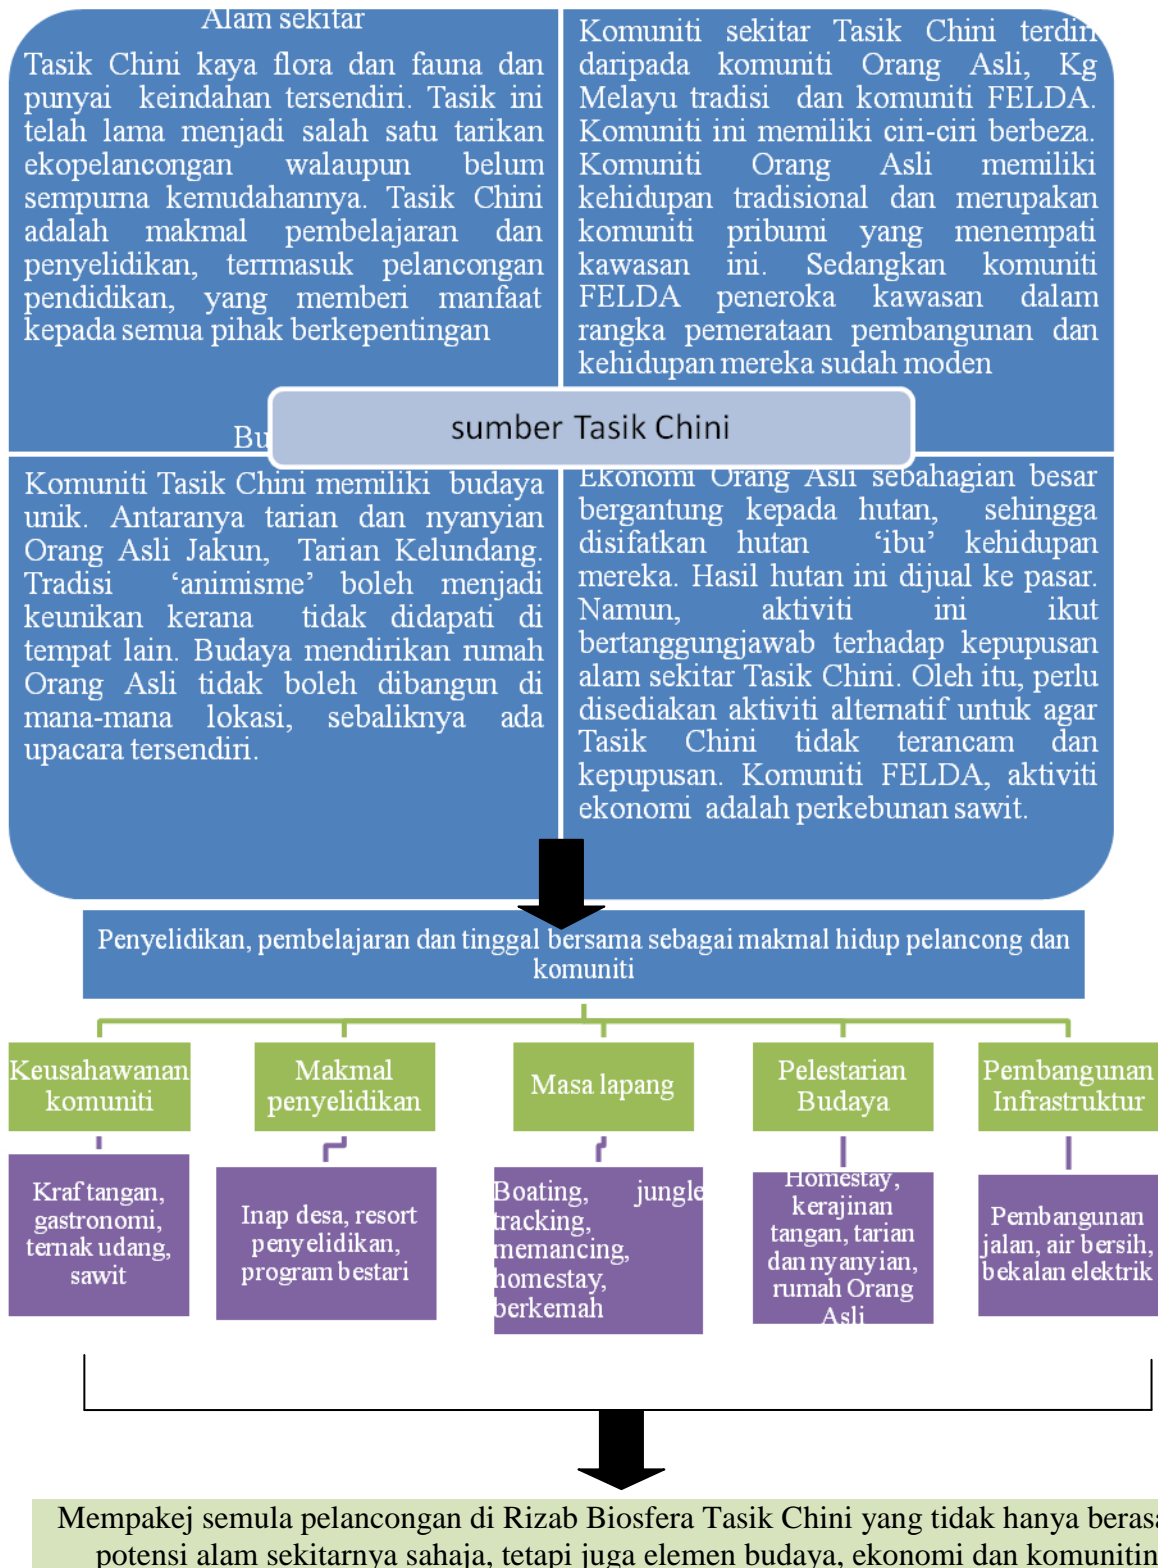 Alam sekitar
Tasik Chini kaya flora dan fauna dan
punyai keindahan tersendiri. Tasik ini
telah lama menjadi salah satu tarikan
ekopelancongan walaupun belum
sempurna kemudahannya. Tasik Chini
adalah makmal pembelajaran dan
penyelidikan, terrmasuk pelancongan
pendidikan, yang memberi manfaat
kepada semua pihak berkepentingan
Komuniti sekitar Tasik Chini terdiri
daripada komuniti Orang Asli, Kg
Melayu tradisi dan komuniti FELDA.
Komuniti ini memiliki ciri-ciri berbeza.
Komuniti Orang Asli memiliki
kehidupan tradisional dan merupakan
komuniti pribumi yang menempati
kawasan ini. Sedangkan komuniti
FELDA peneroka kawasan dalam
rangka pemerataan pembangunan dan
kehidupan mereka sudah moden
sumber Tasik Chini
Bu
Komuniti Tasik Chini memiliki budaya
unik. Antaranya tarian dan nyanyian
Orang Asli Jakun, Tarian Kelundang.
Tradisi ‘animisme’ boleh menjadi
keunikan kerana tidak didapati di
tempat lain. Budaya mendirikan rumah
Orang Asli tidak boleh dibangun di
mana-mana lokasi, sebaliknya ada
upacara tersendiri.
Ekonomi Orang Asli sebahagian besar
bergantung kepada hutan, sehingga
disifatkan hutan ‘ibu’ kehidupan
mereka. Hasil hutan ini dijual ke pasar.
Namun, aktiviti ini ikut
bertanggungjawab terhadap kepupusan
alam sekitar Tasik Chini. Oleh itu, perlu
disediakan aktiviti alternatif untuk agar
Tasik Chini tidak terancam dan
kepupusan. Komuniti FELDA, aktiviti
ekonomi adalah perkebunan sawit.
Penyelidikan, pembelajaran dan tinggal bersama sebagai makmal hidup pelancong dan
komuniti
Keusahawanan
komuniti
Makmal
penyelidikan
Masa lapang
Pelestarian
Budaya
Pembangunan
Infrastruktur
Kraf tangan,
gastronomi,
ternak udang,
sawit
Inap desa, resort
penyelidikan,
program bestari
Boating, jungle
tracking,
memancing,
homestay,
berkemah
Homestay,
kerajinan
tangan, tarian
dan nyanyian,
rumah Orang
Asli
Pembangunan
jalan, air bersih,
bekalan elektrik
Mempakej semula pelancongan di Rizab Biosfera Tasik Chini yang tidak hanya berasa
potensi alam sekitarnya sahaja, tetapi juga elemen budaya, ekonomi dan komunitin